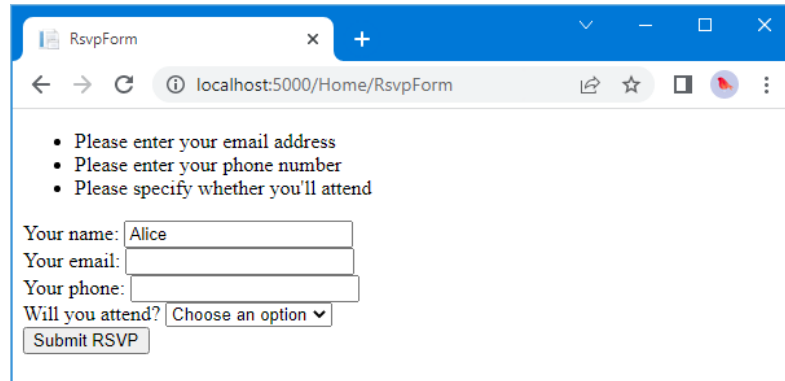 RsvpForm
localhost:5000/Home/RsvpForm
Please enter your email address
Please enter your phone number
Please specify whether you'll attend
Your name: Alice
Your email:
Your phone:
Will you attend? Choose an option
Submit RSVP